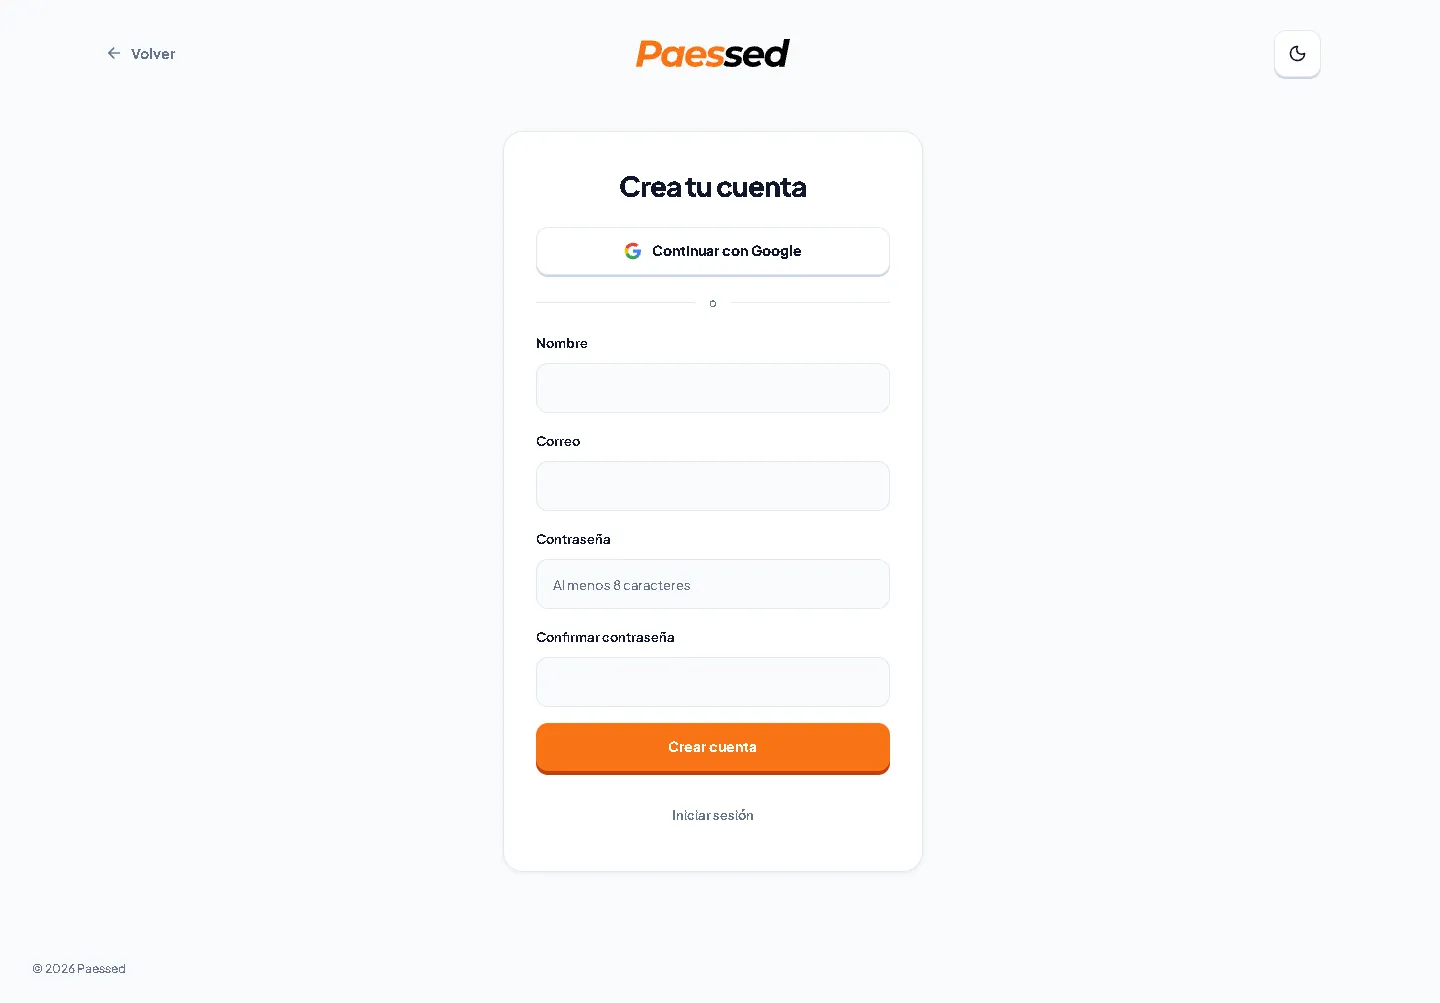 Volver
Paessed
Crea tu cuenta
Continuar con Google
o
Nombre
Correo
Contraseña
Al menos 8 caracteres
Confirmar contraseña
Crear cuenta
Iniciar sesión
© 2026 Paessed